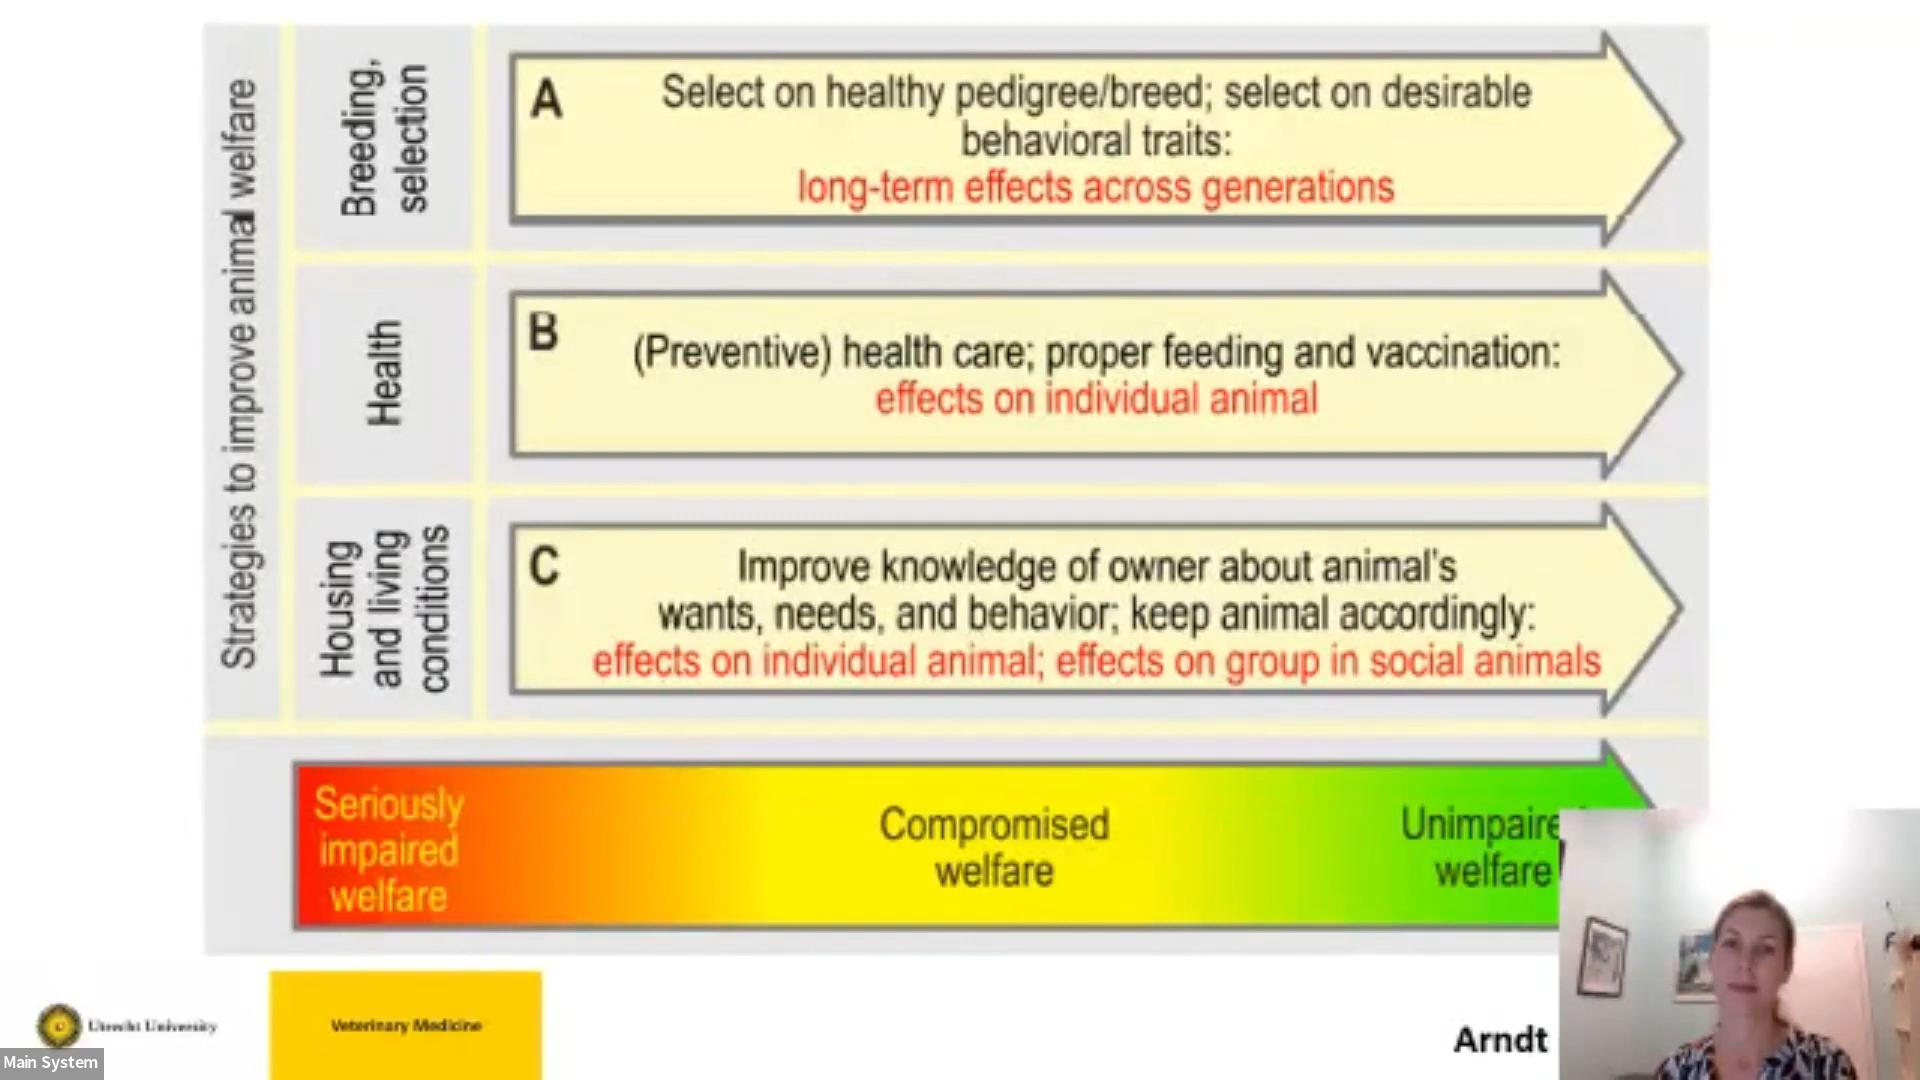 Strategies to improve animal welfare
Breeding,
selection
A
Select on healthy pedigree/breed; select on desirable
behavioral traits:
long-term effects across generations
Health
B
(Preventive) health care; proper feeding and vaccination:
effects on individual animal
Housing
and living
conditions
C
Improve knowledge of owner about animal's
wants, needs, and behavior; keep animal accordingly:
effects on individual animal; effects on group in social animals
Seriously
impaired
welfare
Compromised
welfare
Unimpaire
welfare
Utrecht University
Veterinary Medicine
Arndt
Main System